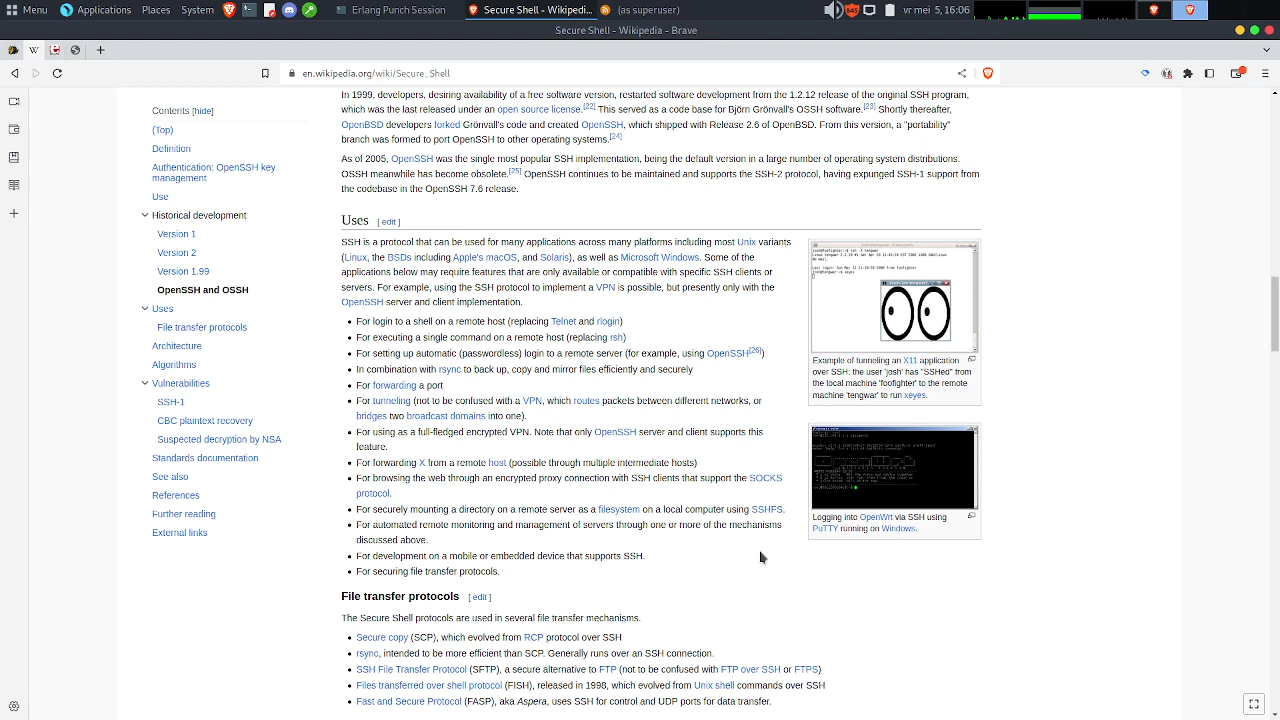 Menu Applications Places System Eriantys_Simulation Secure Shell - Wikipedi... (assuperuser) 545 vr mei 5, 16:06
Secure Shell - Wikipedia - Brave
en.wikipedia.org/wiki/Secure_Shell
Contents [hide]
(Top)
Definition
Authentication: OpenSSH key
management
Use
Historical development
Version 1
Version 2
Version 1.99
OpenSSH and OSSH
Uses
File transfer protocols
Architecture
Algorithms
Vulnerabilities
SSH-1
CBC plaintext recovery
Suspected decryption by NSA
Standards documentation
See also
References
Further reading
External links
In 1999, developers, desiring availability of a free software version, restarted software development from the 1.2.12 release of the original SSH program,
which was the last released under an open source license.[22] This served as a code base for Björn Grönvall's OSSH software.[23] Shortly thereafter,
OpenBSD developers forked Grönvall's code and created OpenSSH, which shipped with Release 2.6 of OpenBSD. From this version, a "portability"
branch was formed to port OpenSSH to other operating systems.[24]
As of 2005, OpenSSH was the single most popular SSH implementation, being the default version in a large number of operating system distributions.
OSSH meanwhile has become obsolete.[25] OpenSSH continues to be maintained and supports the SSH-2 protocol, having expunged SSH-1 support from
the codebase in the OpenSSH 7.6 release.
Uses [ edit ]
SSH is a protocol that can be used for many applications across many platforms including most Unix variants
(Linux, the BSDs including Apple's macOS, and Solaris), as well as Microsoft Windows. Some of the
applications below may require features that are only available or compatible with specific SSH clients or
servers. For example, using the SSH protocol to implement a VPN is possible, but presently only with the
OpenSSH server and client implementation.
• For login to a shell on a remote host (replacing Telnet and rlogin)
• For executing a single command on a remote host (replacing rsh)
• For setting up automatic (passwordless) login to a remote server (for example, using OpenSSH[26])
• In combination with rsync to back up, copy and mirror files efficiently and securely
• For forwarding a port
• For tunneling (not to be confused with a VPN, which routes packets between different networks, or
bridges two broadcast domains into one).
• For using as a full-fledged encrypted VPN. Note that only OpenSSH server and client supports this
feature.
• For forwarding X from a remote host (possible through multiple intermediate hosts)
• For browsing the web through an encrypted proxy connection with SSH clients that support the SOCKS
protocol.
• For securely mounting a directory on a remote server as a filesystem on a local computer using SSHFS.
• For automated remote monitoring and management of servers through one or more of the mechanisms
discussed above.
• For development on a mobile or embedded device that supports SSH.
• For securing file transfer protocols.
Example of tunneling an X11 application
over SSH: the user 'josh' has "SSHed" from
the local machine 'foofighter' to the remote
machine 'tengwar' to run xeyes.
Logging into OpenWrt via SSH using
PuTTY running on Windows.
File transfer protocols [ edit ]
The Secure Shell protocols are used in several file transfer mechanisms.
• Secure copy (SCP), which evolved from RCP protocol over SSH
• rsync, intended to be more efficient than SCP. Generally runs over an SSH connection.
• SSH File Transfer Protocol (SFTP), a secure alternative to FTP (not to be confused with FTP over SSH or FTPS)
• Files transferred over shell protocol (FISH), released in 1998, which evolved from Unix shell commands over SSH
• Fast and Secure Protocol (FASP), aka Aspera, uses SSH for control and UDP ports for data transfer.